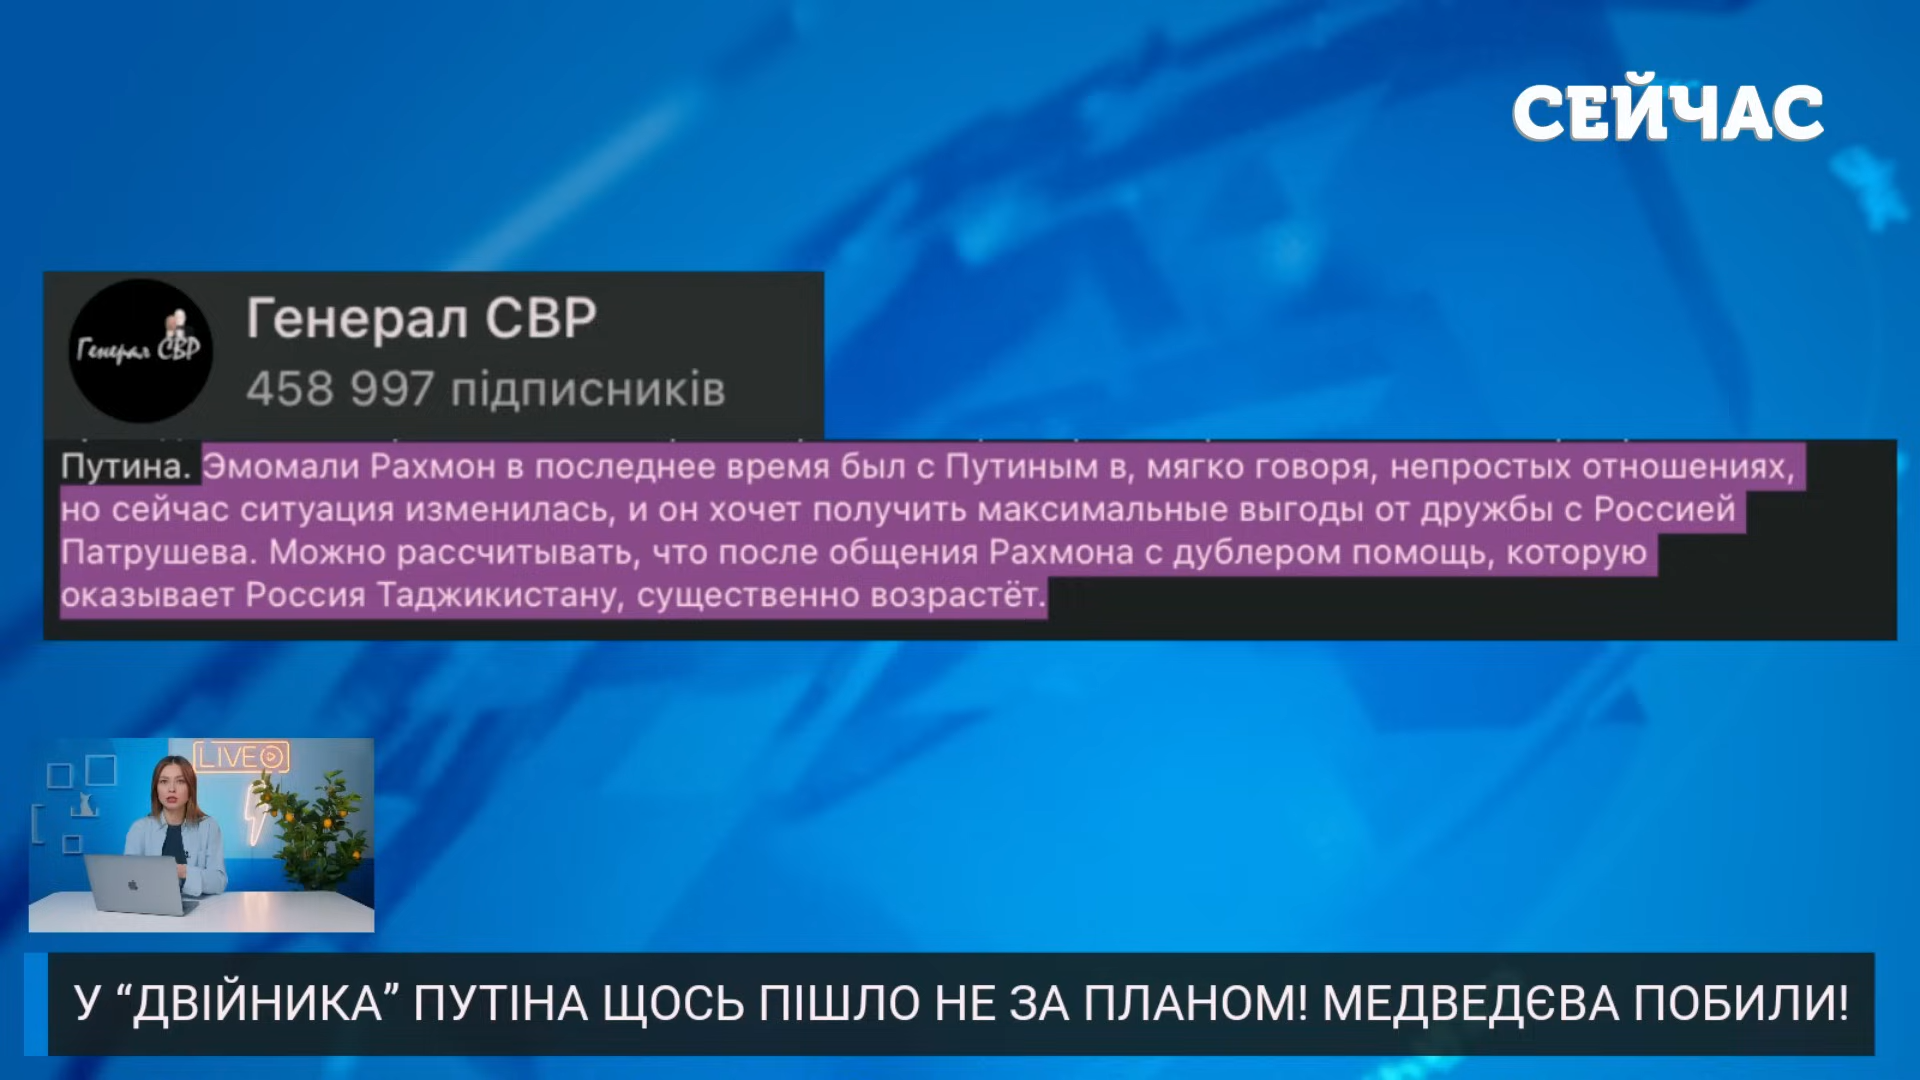 СЕЙЧАС
Генерал СВР
Генерал СВР
458 997 підписників
Путина. Эмомали Рахмон в последнее время был с Путиным в, мягко говоря, непростых отношениях,
но сейчас ситуация изменилась, и он хочет получить максимальные выгоды от дружбы с Россией
Патрушева. Можно рассчитывать, что после общения Рахмона с дублером помощь, которую
оказывает Россия Таджикистану, существенно возрастёт.
LIVE
У “ДВІЙНИКА” ПУТІНА ЩОСЬ ПІШЛО НЕ ЗА ПЛАНОМ! МЕДВЕДЄВА ПОБИЛИ!